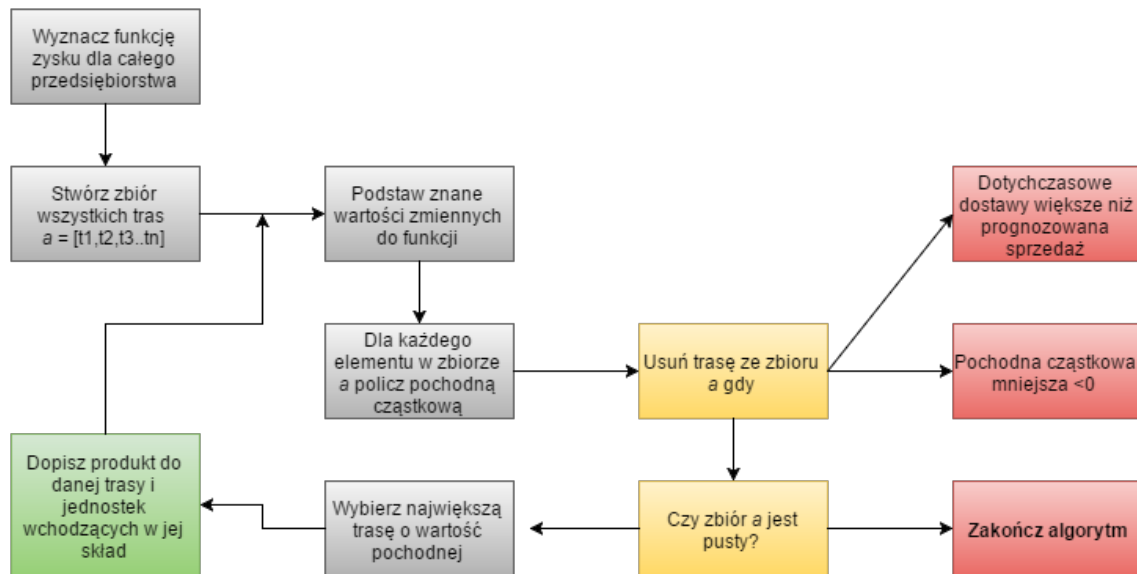 Wyznacz funkcję
zysku dla całego
przedsiębiorstwa
Stwórz zbiór
wszystkich tras
a = [t1,t2,t3..tn]
Podstaw znane
wartości zmiennych
do funkcji
Dotychczasowe
dostawy większe niż
prognozowana
sprzedaż
Dla każdego
elementu w zbiorze
a policz pochodną
cząstkową
Usuń trasę ze zbioru
a gdy
Pochodna cząstkowa
mniejsza <0
Dopisz produkt do
danej trasy i
jednostek
wchodzących w jej
skład
Wybierz największą
trasę o wartość
pochodnej
Czy zbiór a jest
pusty?
Zakończ algorytm